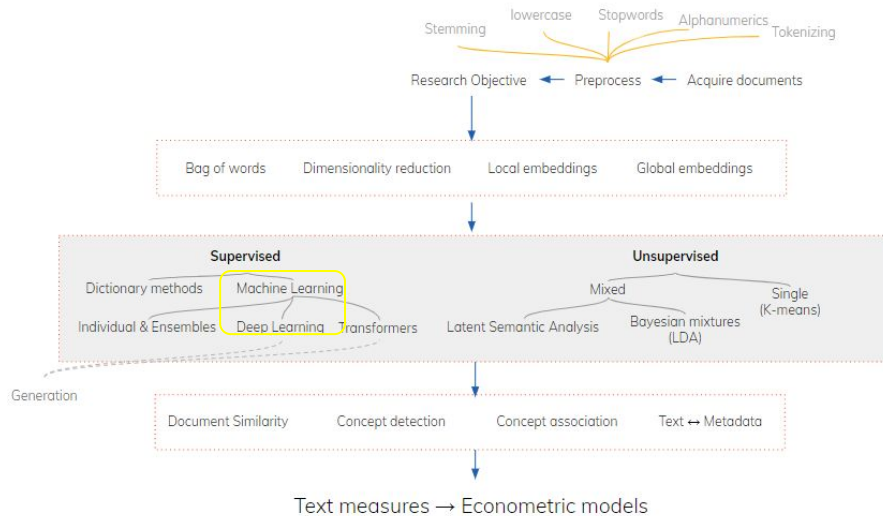 lowercase
Stopwords
Stemming
Alphanumerics
Tokenizing
Research Objective
Preprocess
Acquire documents
Bag of words
Dimensionality reduction
Local embeddings
Global embeddings
Supervised
Unsupervised
Dictionary methods
Machine Learning
Mixed
Single
(K-means)
Individual & Ensembles
Deep Learning
Transformers
Latent Semantic Analysis
Bayesian mixtures
(LDA)
Generation
Document Similarity
Concept detection
Concept association
Text ↔ Metadata
Text measures → Econometric models